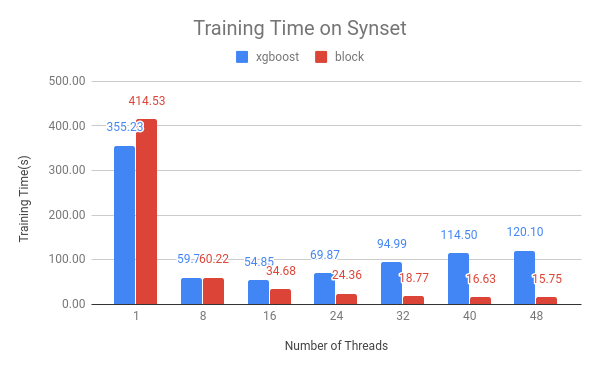 Training Time on Synset
xgboost block
500.00
400.00
300.00
200.00
100.00
0.00
Training Time(s)
355.23 414.53
60.22
54.85 34.68
69.87 24.36
94.99 18.77
114.50 16.63
120.10 15.75
1 8 16 24 32 40 48
Number of Threads